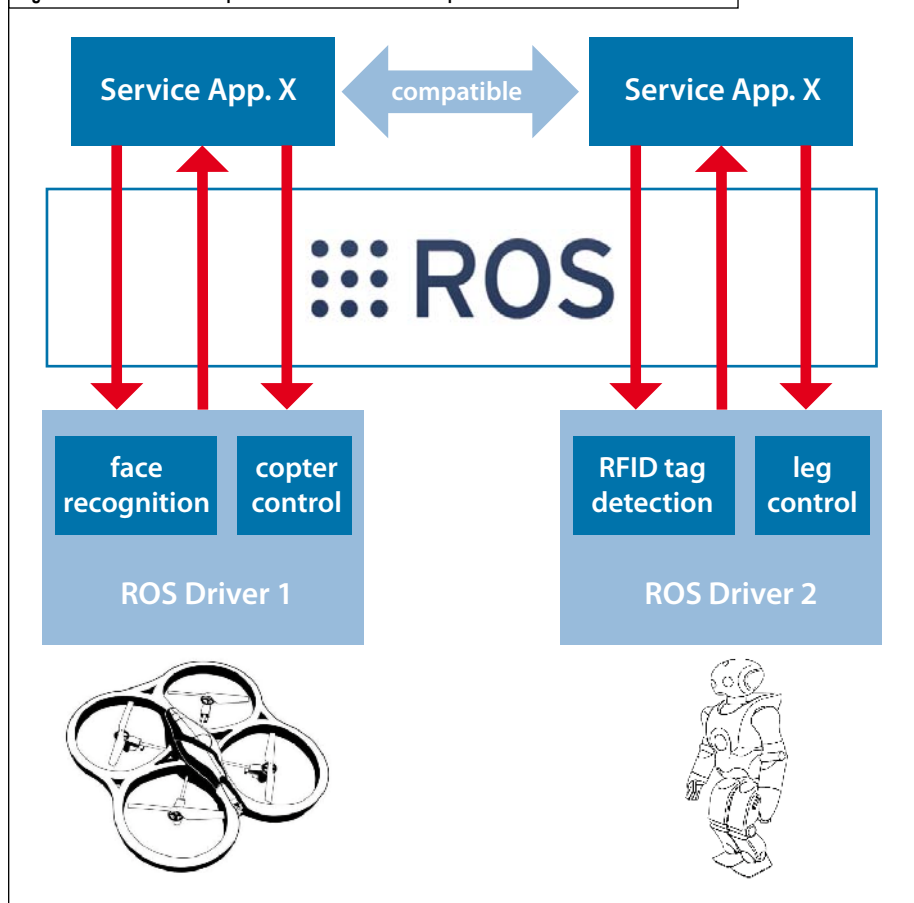 Service App. X
compatible
Service App. X
ROS
face
recognition
copter
control
RFID tag
detection
leg
control
ROS Driver 1
ROS Driver 2